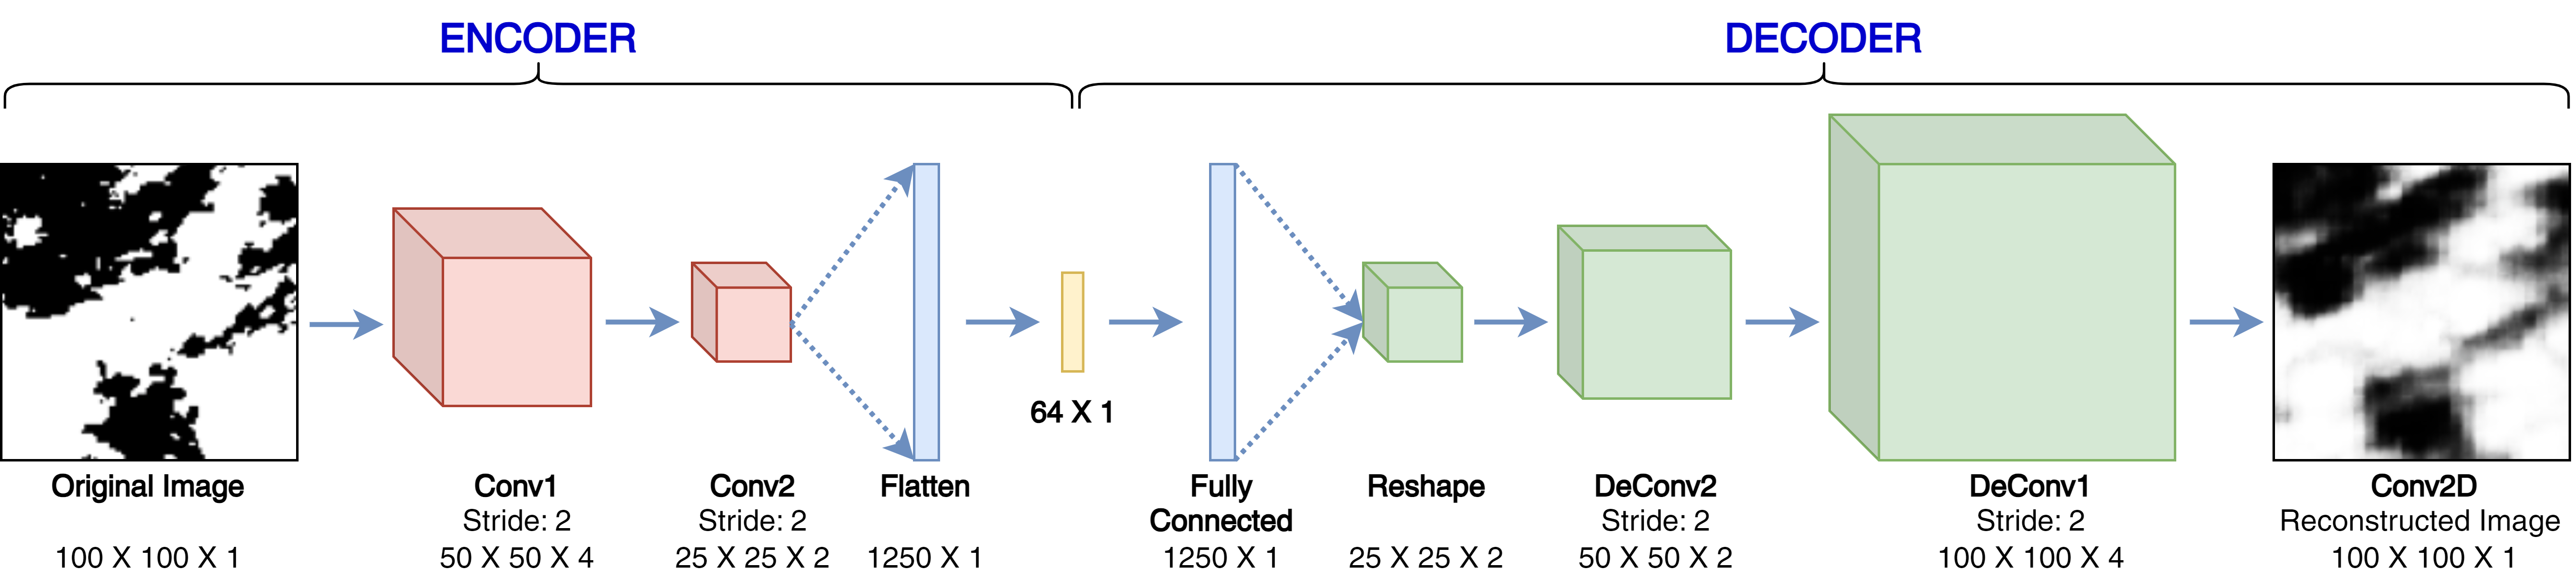 ENCODER
DECODER
64 X 1
Original Image
100 X 100 X 1
Conv1
Stride: 2
50 X 50 X 4
Conv2
Stride: 2
25 X 25 X 2
Flatten
1250 X 1
Fully
Connected
1250 X 1
Reshape
25 X 25 X 2
DeConv2
Stride: 2
50 X 50 X 2
DeConv1
Stride: 2
100 X 100 X 4
Conv2D
Reconstructed Image
100 X 100 X 1